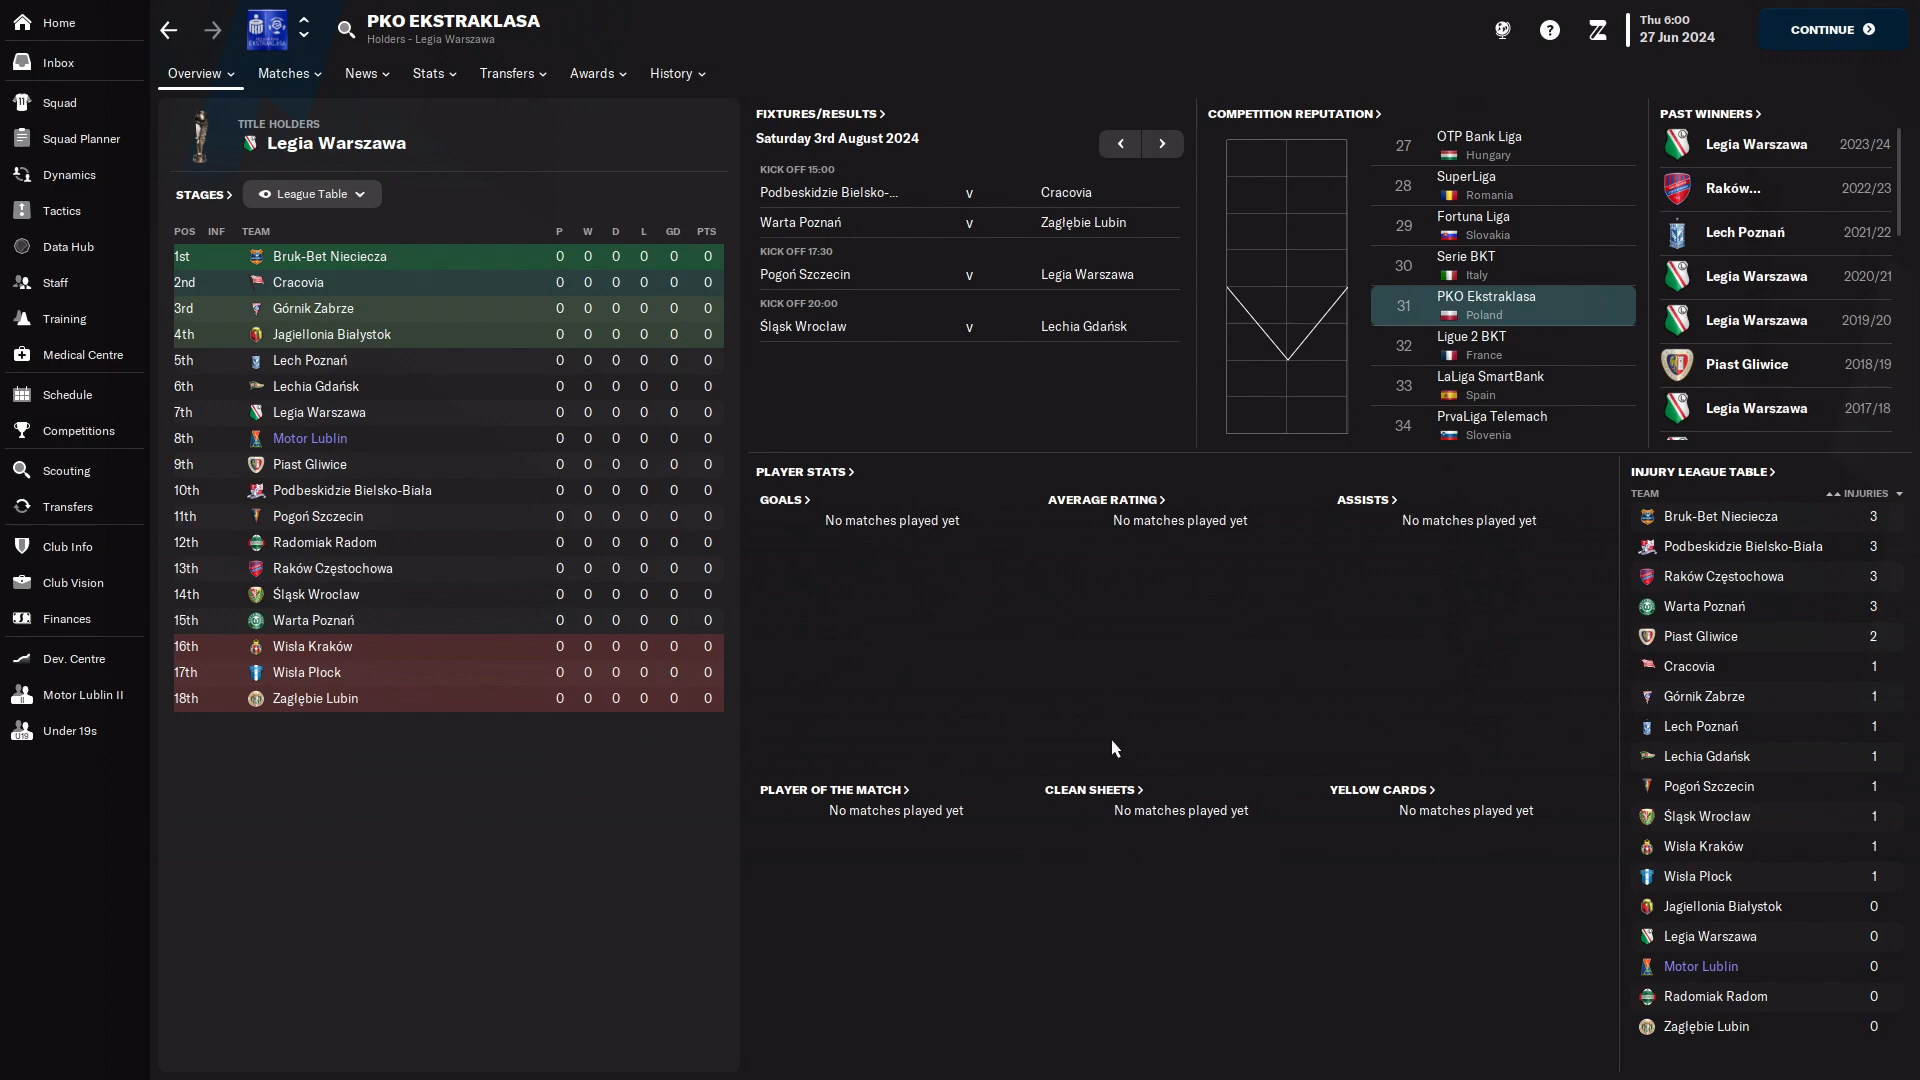 Home
Inbox
Squad
Squad Planner
Dynamics
Tactics
Data Hub
Staff
Training
Medical Centre
Schedule
Competitions
Scouting
Transfers
Club Info
Club Vision
Finances
Dev. Centre
Motor Lublin II
Under 19s
PKO EKSTRAKLASA
Holders - Legia Warszawa
Thu 6:00
27 Jun 2024
CONTINUE
Overview Matches News Stats Transfers Awards History
TITLE HOLDERS
Legia Warszawa
STAGES League Table
POS INF TEAM P W D L GD PTS
1st Bruk-Bet Nieciecza 0 0 0 0 0 0
2nd Cracovia 0 0 0 0 0 0
3rd Górnik Zabrze 0 0 0 0 0 0
4th Jagiellonia Białystok 0 0 0 0 0 0
5th Lech Poznań 0 0 0 0 0 0
6th Lechia Gdańsk 0 0 0 0 0 0
7th Legia Warszawa 0 0 0 0 0 0
8th Motor Lublin 0 0 0 0 0 0
9th Piast Gliwice 0 0 0 0 0 0
10th Podbeskidzie Bielsko-Biała 0 0 0 0 0 0
11th Pogoń Szczecin 0 0 0 0 0 0
12th Radomiak Radom 0 0 0 0 0 0
13th Raków Częstochowa 0 0 0 0 0 0
14th Śląsk Wrocław 0 0 0 0 0 0
15th Warta Poznań 0 0 0 0 0 0
16th Wisła Kraków 0 0 0 0 0 0
17th Wisła Płock 0 0 0 0 0 0
18th Zagłębie Lubin 0 0 0 0 0 0
FIXTURES/RESULTS
Saturday 3rd August 2024
KICK OFF 15:00
Podbeskidzie Bielsko-... v Cracovia
Warta Poznań v Zagłębie Lubin
KICK OFF 17:30
Pogoń Szczecin v Legia Warszawa
KICK OFF 20:00
Śląsk Wrocław v Lechia Gdańsk
COMPETITION REPUTATION
27 OTP Bank Liga
Hungary
28 SuperLiga
Romania
29 Fortuna Liga
Slovakia
30 Serie BKT
Italy
31 PKO Ekstraklasa
Poland
32 Ligue 2 BKT
France
33 LaLiga SmartBank
Spain
34 PrvaLiga Telemach
Slovenia
PAST WINNERS
Legia Warszawa 2023/24
Raków... 2022/23
Lech Poznań 2021/22
Legia Warszawa 2020/21
Legia Warszawa 2019/20
Piast Gliwice 2018/19
Legia Warszawa 2017/18
PLAYER STATS
GOALS
No matches played yet
AVERAGE RATING
No matches played yet
ASSISTS
No matches played yet
PLAYER OF THE MATCH
No matches played yet
CLEAN SHEETS
No matches played yet
YELLOW CARDS
No matches played yet
INJURY LEAGUE TABLE
TEAM INJURIES
Bruk-Bet Nieciecza 3
Podbeskidzie Bielsko-Biała 3
Raków Częstochowa 3
Warta Poznań 3
Piast Gliwice 2
Cracovia 1
Górnik Zabrze 1
Lech Poznań 1
Lechia Gdańsk 1
Pogoń Szczecin 1
Śląsk Wrocław 1
Wisła Kraków 1
Wisła Płock 1
Jagiellonia Białystok 0
Legia Warszawa 0
Motor Lublin 0
Radomiak Radom 0
Zagłębie Lubin 0